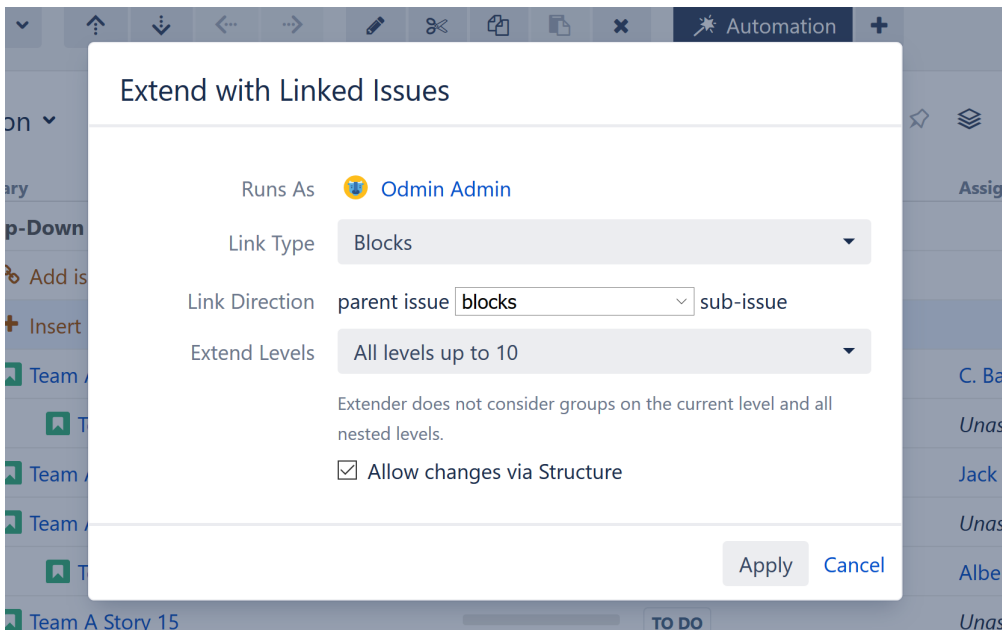 Automation
Extend with Linked Issues
on
ary
Assig
Runs As Odmin Admin
p-Down
Link Type Blocks
Add is
Link Direction parent issue blocks sub-issue
Insert
Extend Levels All levels up to 10
Team A
C. Ba
Extender does not consider groups on the current level and all
nested levels.
T
Unas
Team A
Allow changes via Structure
Jack
Team A
Unas
Apply Cancel
T
Albe
Team A Story 15
TO DO
Unas